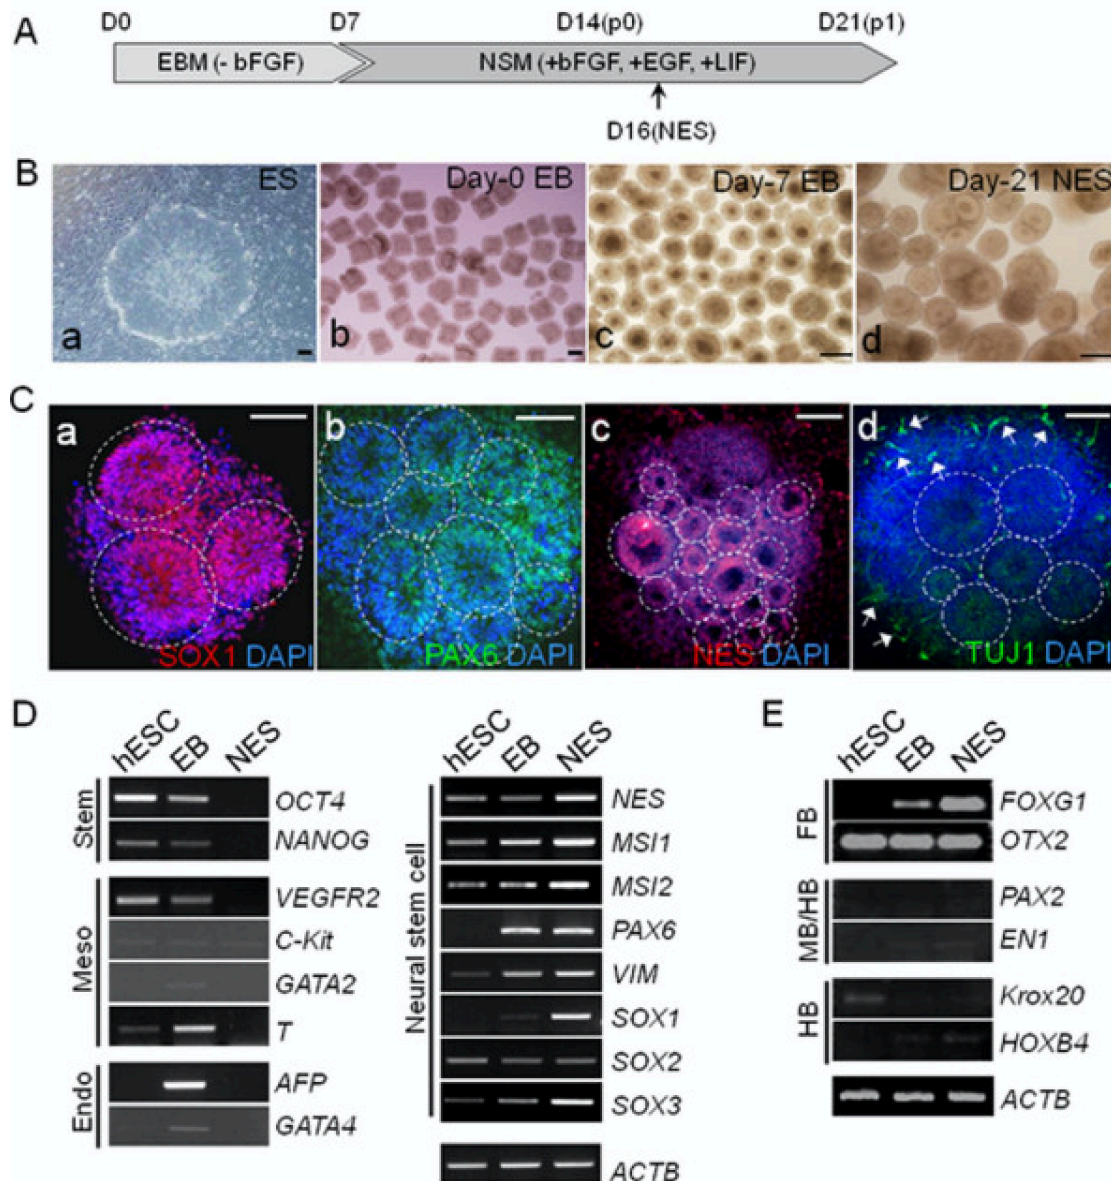 A
D0 D7 D14(p0) D21(p1)
EBM (- bFGF) NSM (+bFGF, +EGF, +LIF)
D16(NES)
B
ES Day-0 EB Day-7 EB Day-21 NES
a b c d
C
a b c d
SOX1 DAPI PAX6 DAPI NES DAPI TUJ1 DAPI
D
hESC EB NES
Stem
OCT4
NANOG
Meso
VEGFR2
C-Kit
GATA2
T
Endo
AFP
GATA4
hESC EB NES
Neural stem cell
NES
MSI1
MSI2
PAX6
VIM
SOX1
SOX2
SOX3
ACTB
E
hESC EB NES
FB
FOXG1
OTX2
MB/HB
PAX2
EN1
HB
Krox20
HOXB4
ACTB